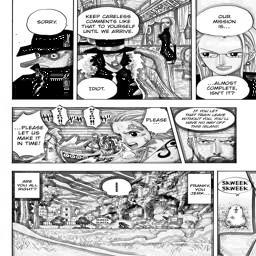 SORRY.
KEEP CARELESS
COMMENTS LIKE
THAT TO YOURSELF
UNTIL WE ARRIVE.
IDIOT.
OUR
MISSION
IS...
...ALMOST
COMPLETE,
ISN'T IT?
...PLEASE
LET US
MAKE IT
IN TIME!
PLEASE
IF YOU LET
THAT TRAIN LEAVE
WITHOUT YOU, YOU'LL
HAVE NO WAY OFF
THIS ISLAND.
ARE YOU
ALL
RIGHT?
!
FRANKY,
YOU
JERK...
SKWEEK
SKWEEK